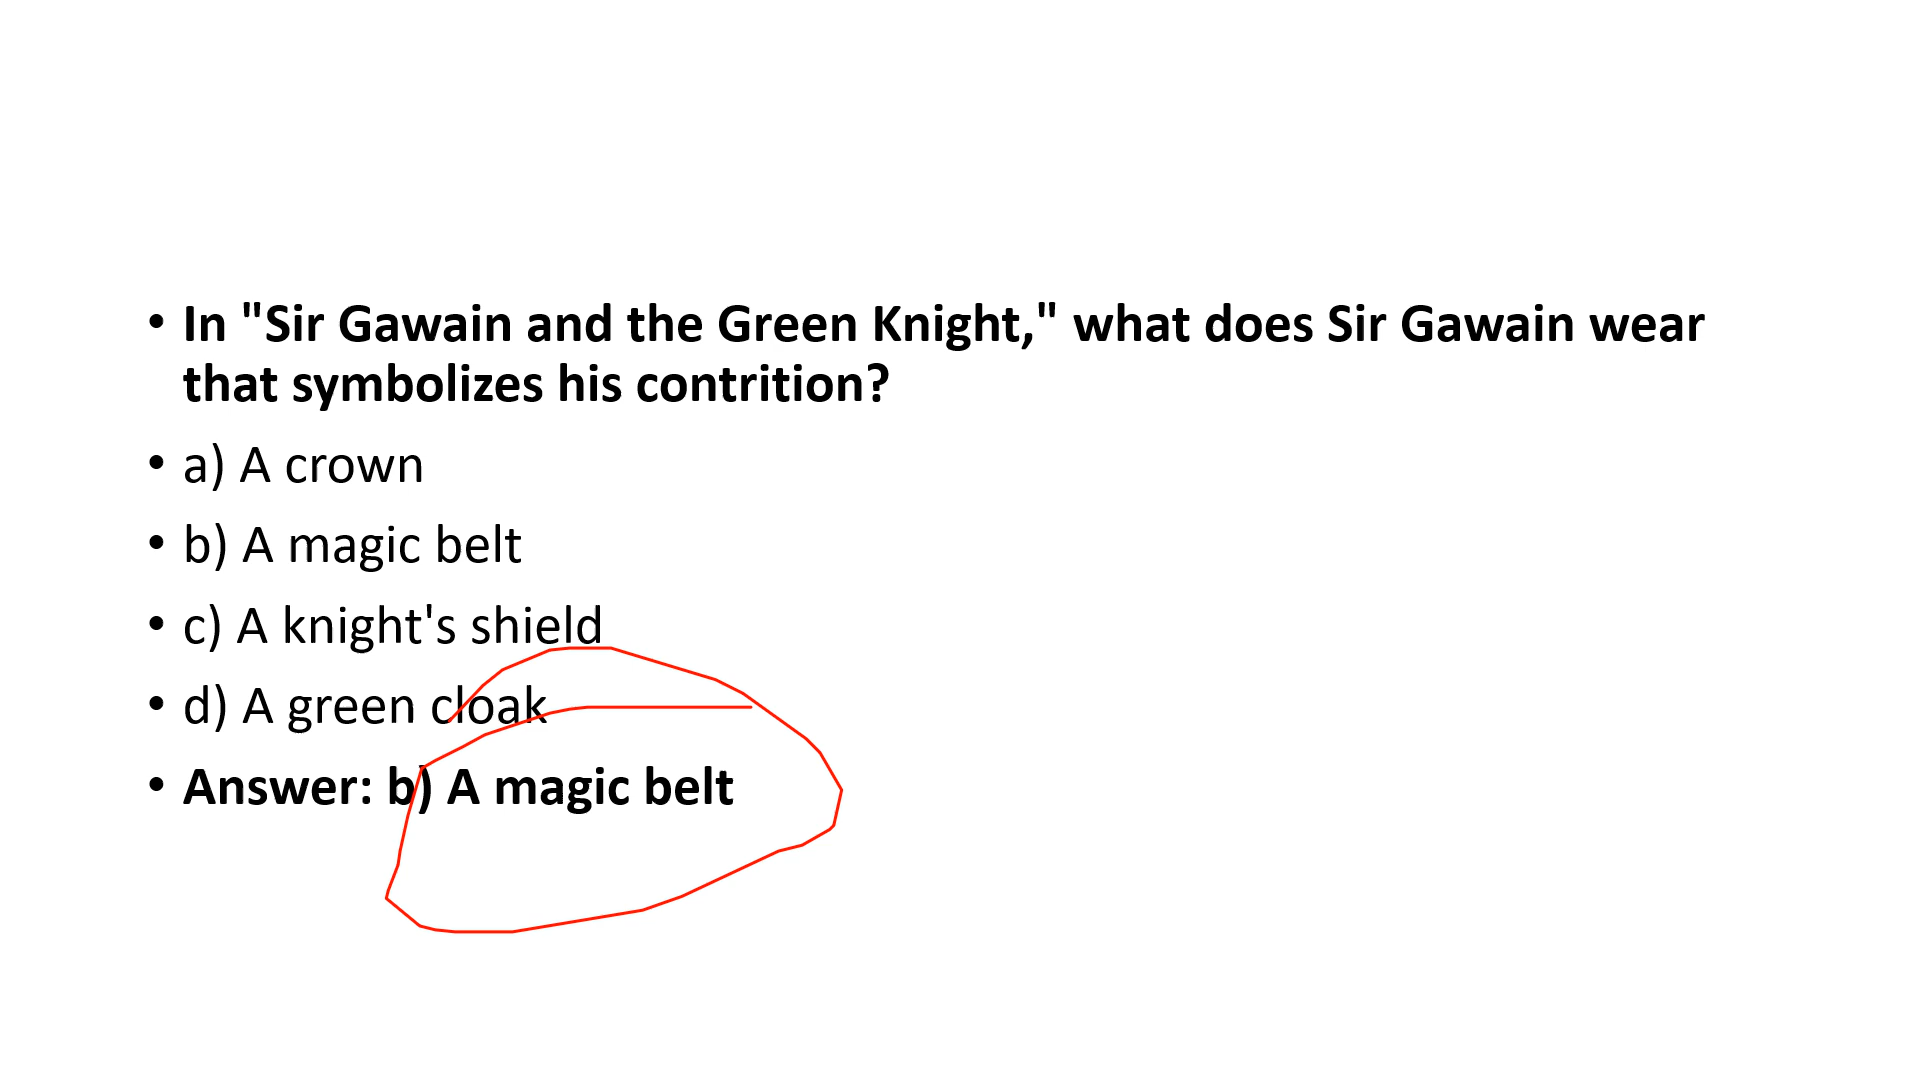 • In "Sir Gawain and the Green Knight," what does Sir Gawain wear
that symbolizes his contrition?
• a) A crown
• b) A magic belt
• c) A knight's shield
• d) A green cloak
• Answer: b) A magic belt